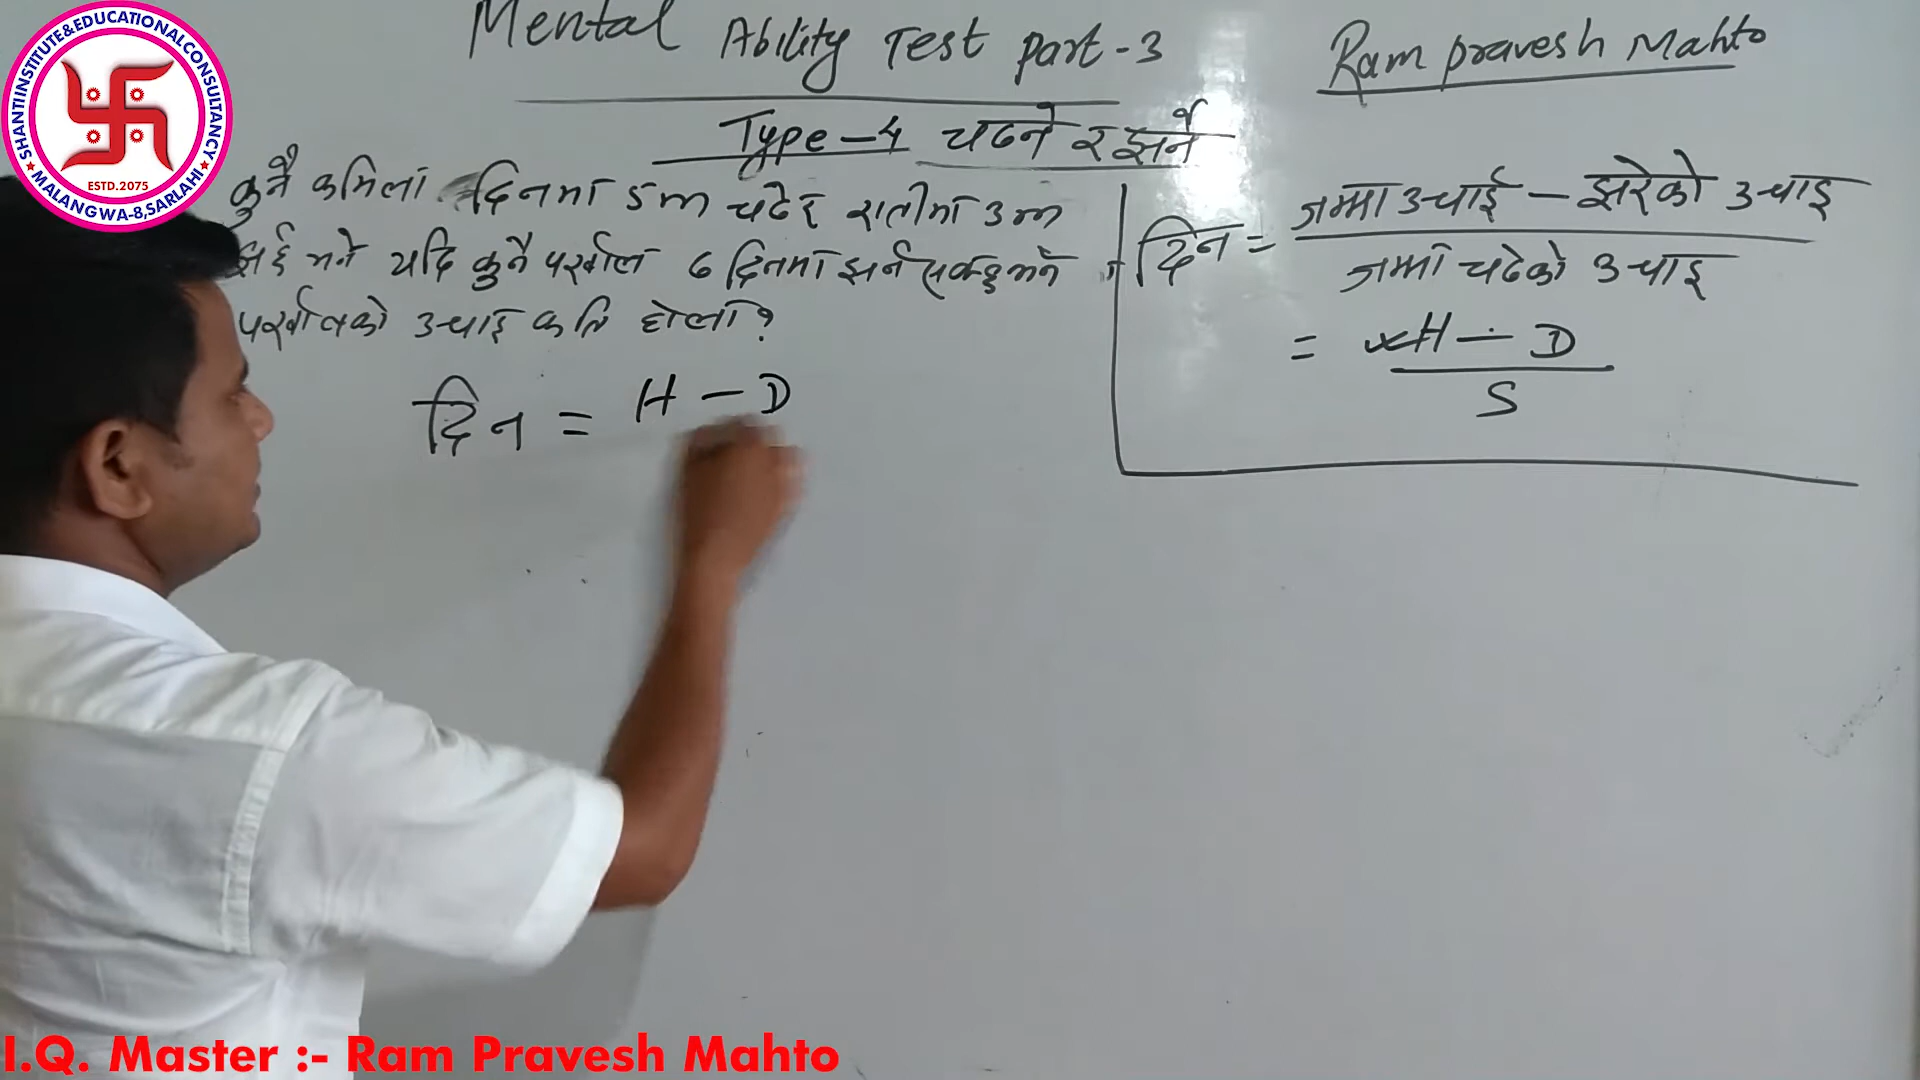 Mental Ability Test Part-3
Ram Pravesh Mahto
Type-4 चढने र झर्ने
SHANTI INSTITUTE & EDUCATIONAL CONSULTANCY
ESTD.2075
MALANGWA-8, SARLAHI
कुनै कमिला दिनमा 5m चढेर रातीमा 3m
झर्छ भने यदि कुनै पर्खाल 6 दिनमा झर्न सक्छ भने
पर्खालको उचाइ कति होला?
दिन = H - D
दिन = जम्मा उचाई - झरेको उचाइ
जम्मा चढेको उचाइ
= H - D
S
I.Q. Master :- Ram Pravesh Mahto